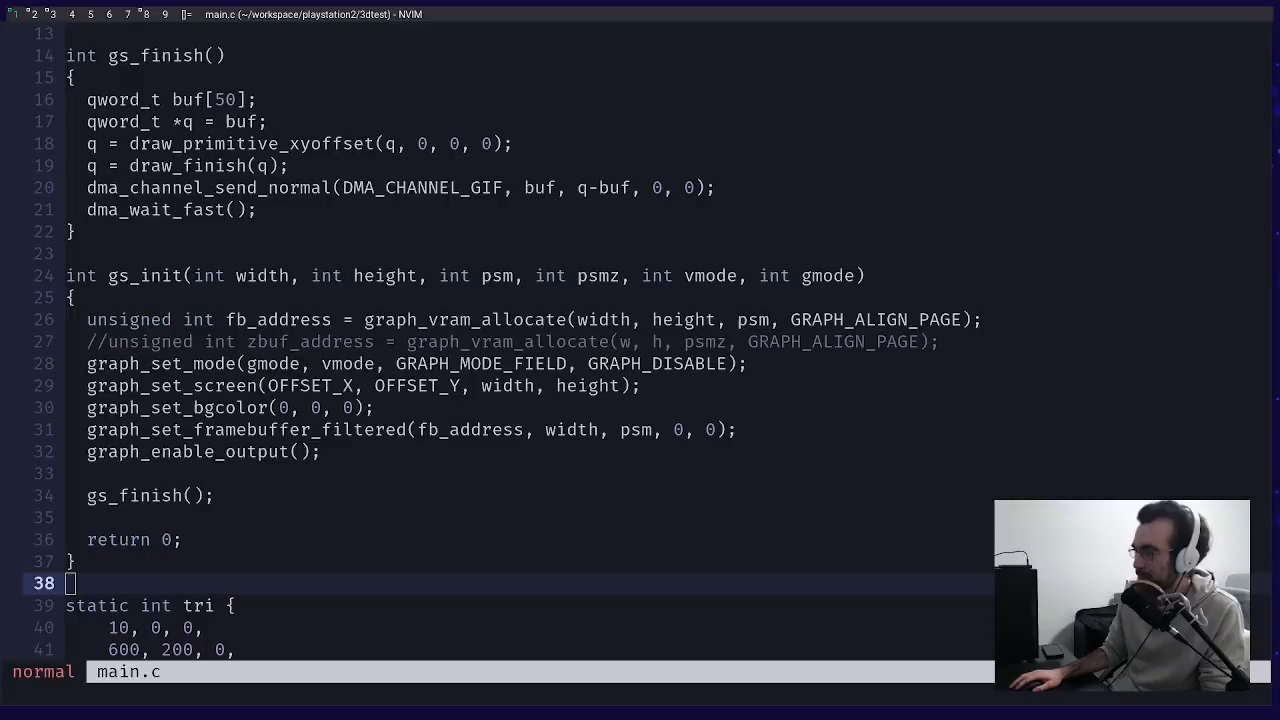 1 2 3 4 5 6 7 8 9 []= main.c (~/workspace/playstation2/3dtest) - NVIM
13
14 int gs_finish()
15 {
16 qword_t buf[50];
17 qword_t *q = buf;
18 q = draw_primitive_xyoffset(q, 0, 0, 0);
19 q = draw_finish(q);
20 dma_channel_send_normal(DMA_CHANNEL_GIF, buf, q-buf, 0, 0);
21 dma_wait_fast();
22 }
23
24 int gs_init(int width, int height, int psm, int psmz, int vmode, int gmode)
25 {
26 unsigned int fb_address = graph_vram_allocate(width, height, psm, GRAPH_ALIGN_PAGE);
27 //unsigned int zbuf_address = graph_vram_allocate(w, h, psmz, GRAPH_ALIGN_PAGE);
28 graph_set_mode(gmode, vmode, GRAPH_MODE_FIELD, GRAPH_DISABLE);
29 graph_set_screen(OFFSET_X, OFFSET_Y, width, height);
30 graph_set_bgcolor(0, 0, 0);
31 graph_set_framebuffer_filtered(fb_address, width, psm, 0, 0);
32 graph_enable_output();
33
34 gs_finish();
35
36 return 0;
37 }
38
39 static int tri {
40 10, 0, 0,
41 600, 200, 0,
normal main.c